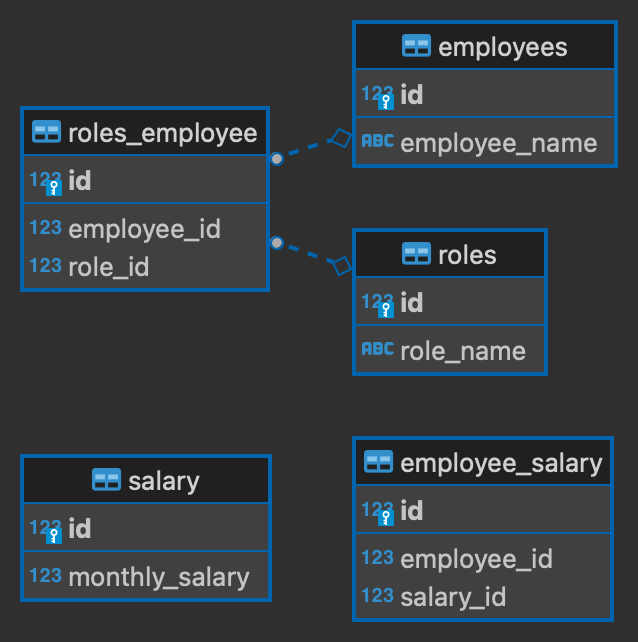 employees
123 id
ABC employee_name
roles_employee
123 id
123 employee_id
123 role_id
roles
123 id
ABC role_name
salary
123 id
123 monthly_salary
employee_salary
123 id
123 employee_id
123 salary_id